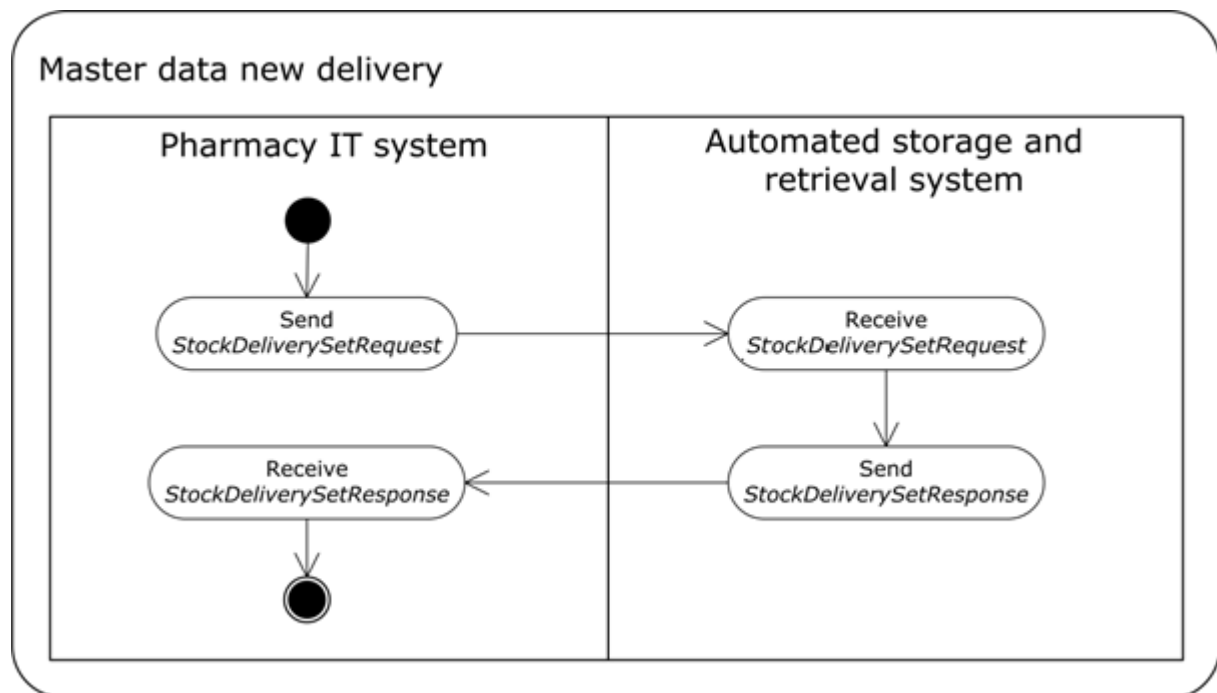 Master data new delivery
Pharmacy IT system
Automated storage and
retrieval system
Send
StockDeliverySetRequest
Receive
StockDeliverySetRequest
Receive
StockDeliverySetResponse
Send
StockDeliverySetResponse